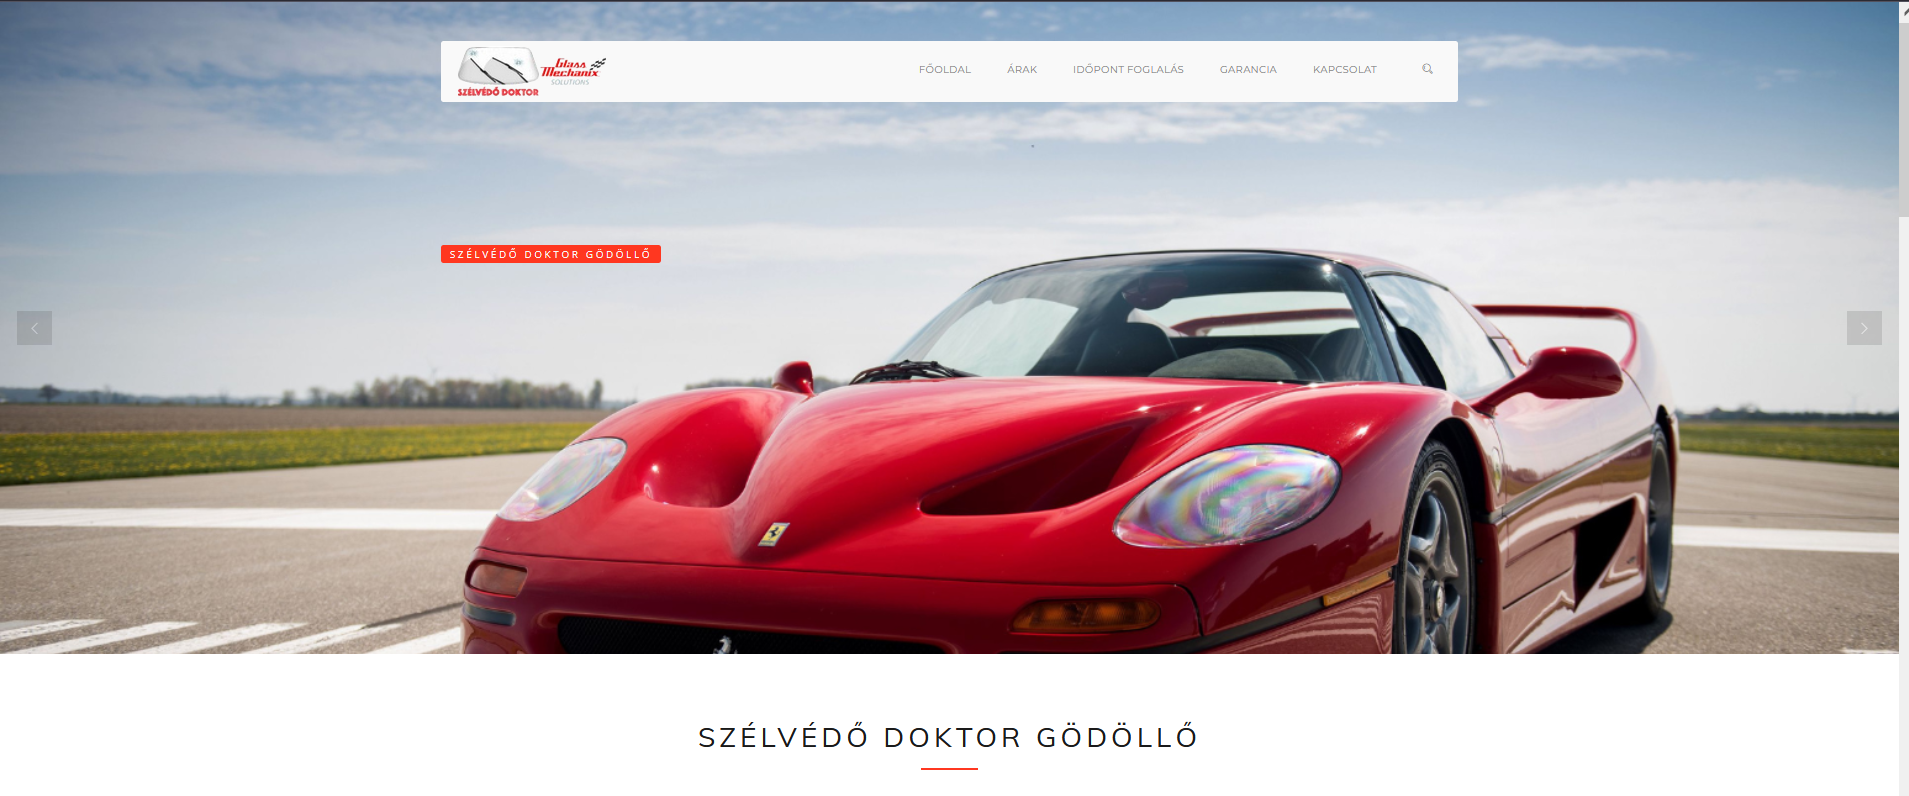 Glass
Mechanix
SOLUTIONS
SZÉLVÉDŐ DOKTOR
FŐOLDAL ÁRAK IDŐPONT FOGLALÁS GARANCIA KAPCSOLAT
SZÉLVÉDŐ DOKTOR GÖDÖLLŐ
SZÉLVÉDŐ DOKTOR GÖDÖLLŐ